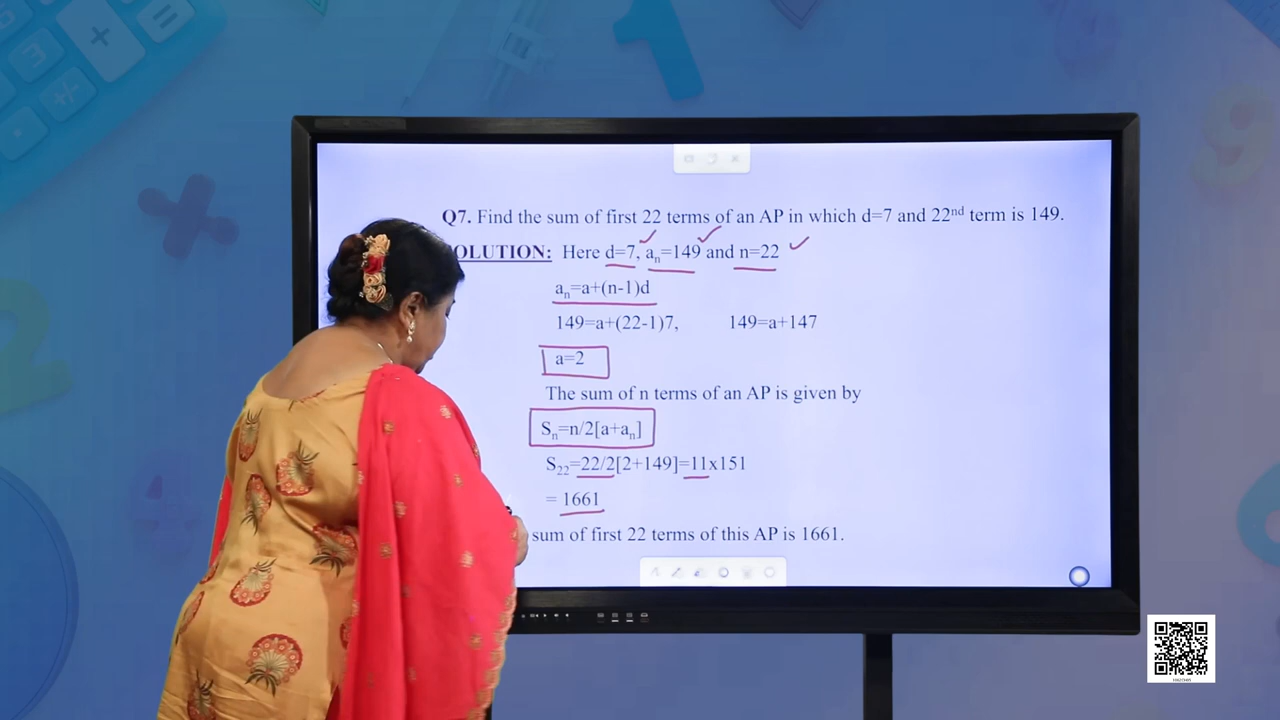 Q7. Find the sum of first 22 terms of an AP in which d=7 and 22nd term is 149.
OLUTION: Here d=7, an=149 and n=22
an=a+(n-1)d
149=a+(22-1)7, 149=a+147
a=2
The sum of n terms of an AP is given by
Sn=n/2[a+an]
S22=22/2[2+149]=11x151
= 1661
sum of first 22 terms of this AP is 1661.